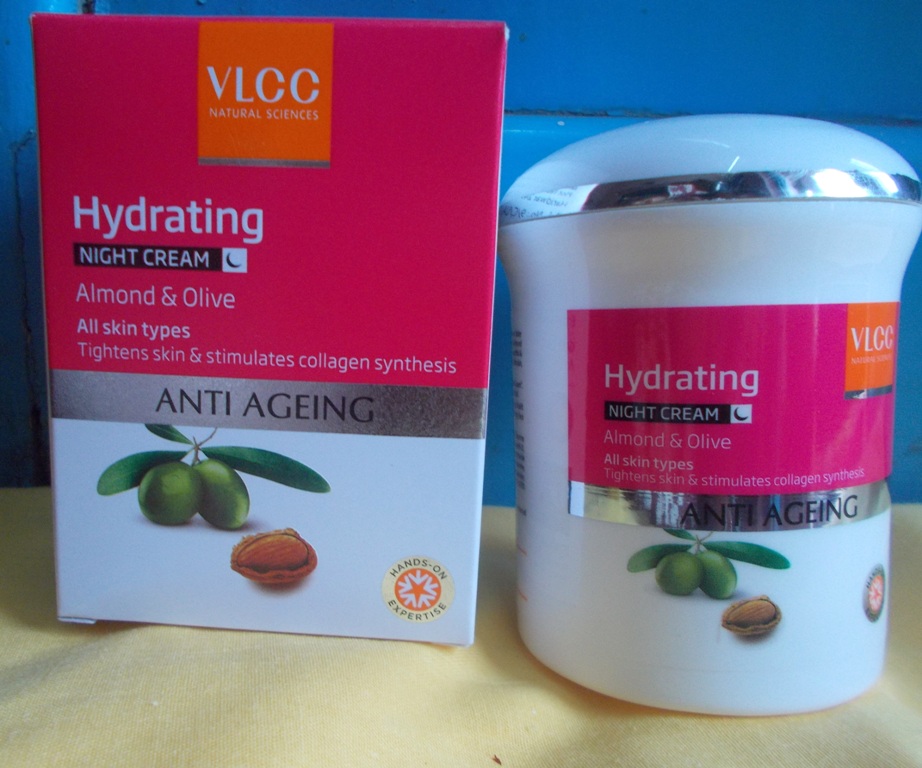 VLCC
NATURAL SCIENCES
Hydrating
NIGHT CREAM
Almond & Olive
All skin types
Tightens skin & stimulates collagen synthesis
ANTI AGEING
HANDS-ON
EXPERTISE
VLCC
NATURAL SCIENCES
Hydrating
NIGHT CREAM
Almond & Olive
All skin types
Tightens skin & stimulates collagen synthesis
ANTI AGEING